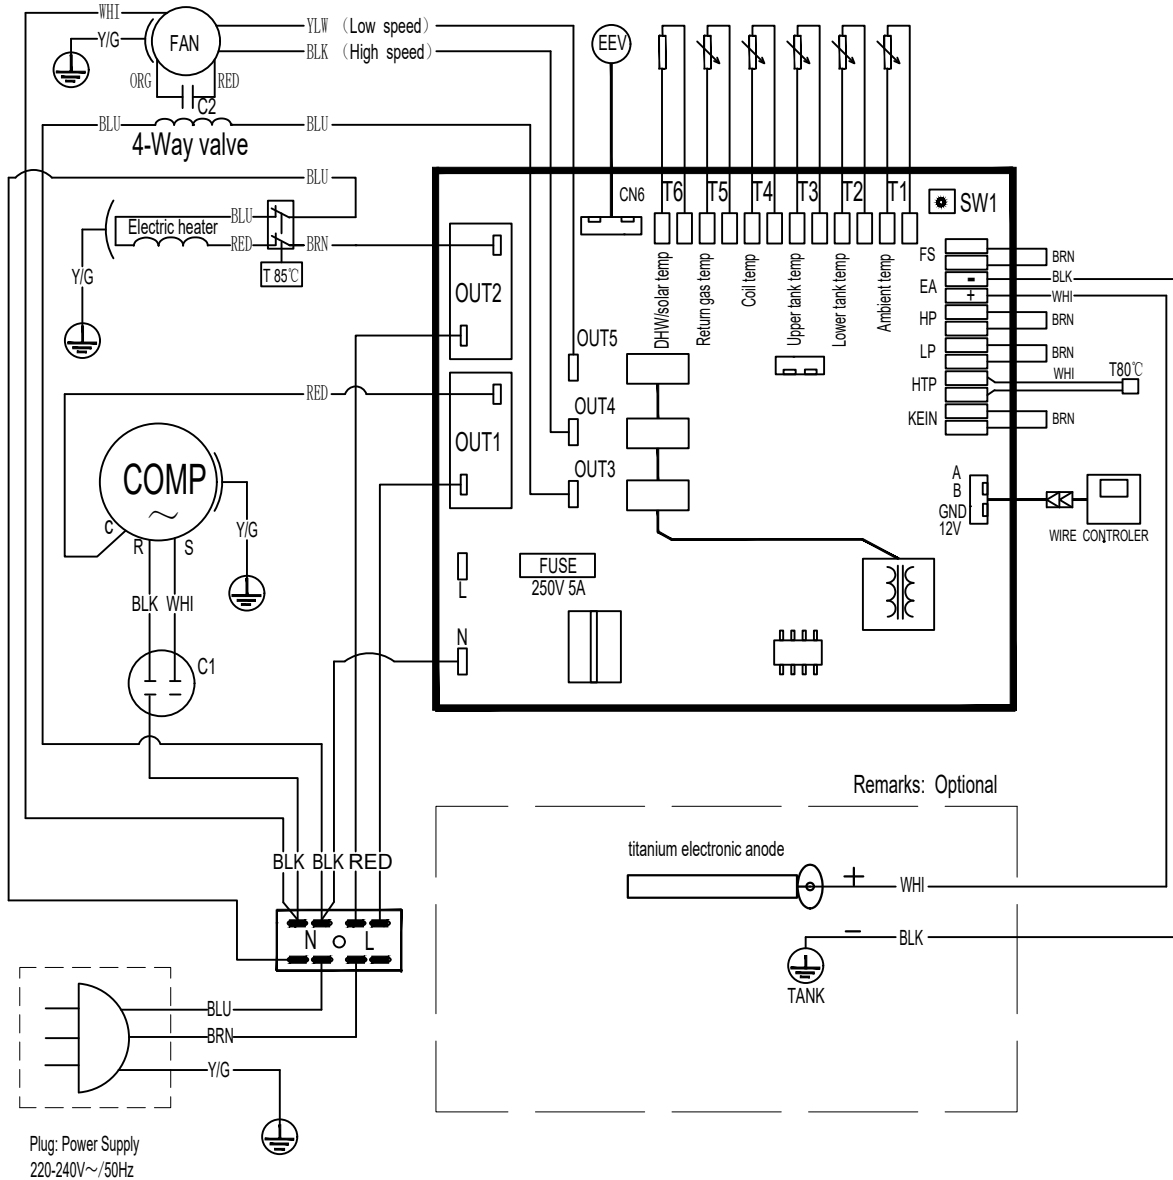 WHI
YLW (Low speed)
Y/G
FAN
BLK (High speed)
EEV
ORG
RED
C2
BLU
BLU
4-Way valve
BLU
CN6
T6
T5
T4
T3
T2
T1
SW1
BLU
Electric heater
RED
BRN
T 85℃
Y/G
OUT2
DHW/solar temp
Return gas temp
Coil temp
Upper tank temp
Lower tank temp
Ambient temp
FS
BRN
EA
-
BLK
+
WHI
HP
BRN
LP
BRN
HTP
WHI
T80℃
KEIN
BRN
OUT5
OUT4
OUT3
RED
OUT1
COMP
~
C
R
S
Y/G
BLK
WHI
C1
A
B
GND
12V
WIRE CONTROLER
L
FUSE
250V 5A
N
Remarks: Optional
BLK
BLK
RED
titanium electronic anode
+
WHI
N
L
−
BLK
TANK
BLU
BRN
Y/G
Plug: Power Supply
220-240V~/50Hz